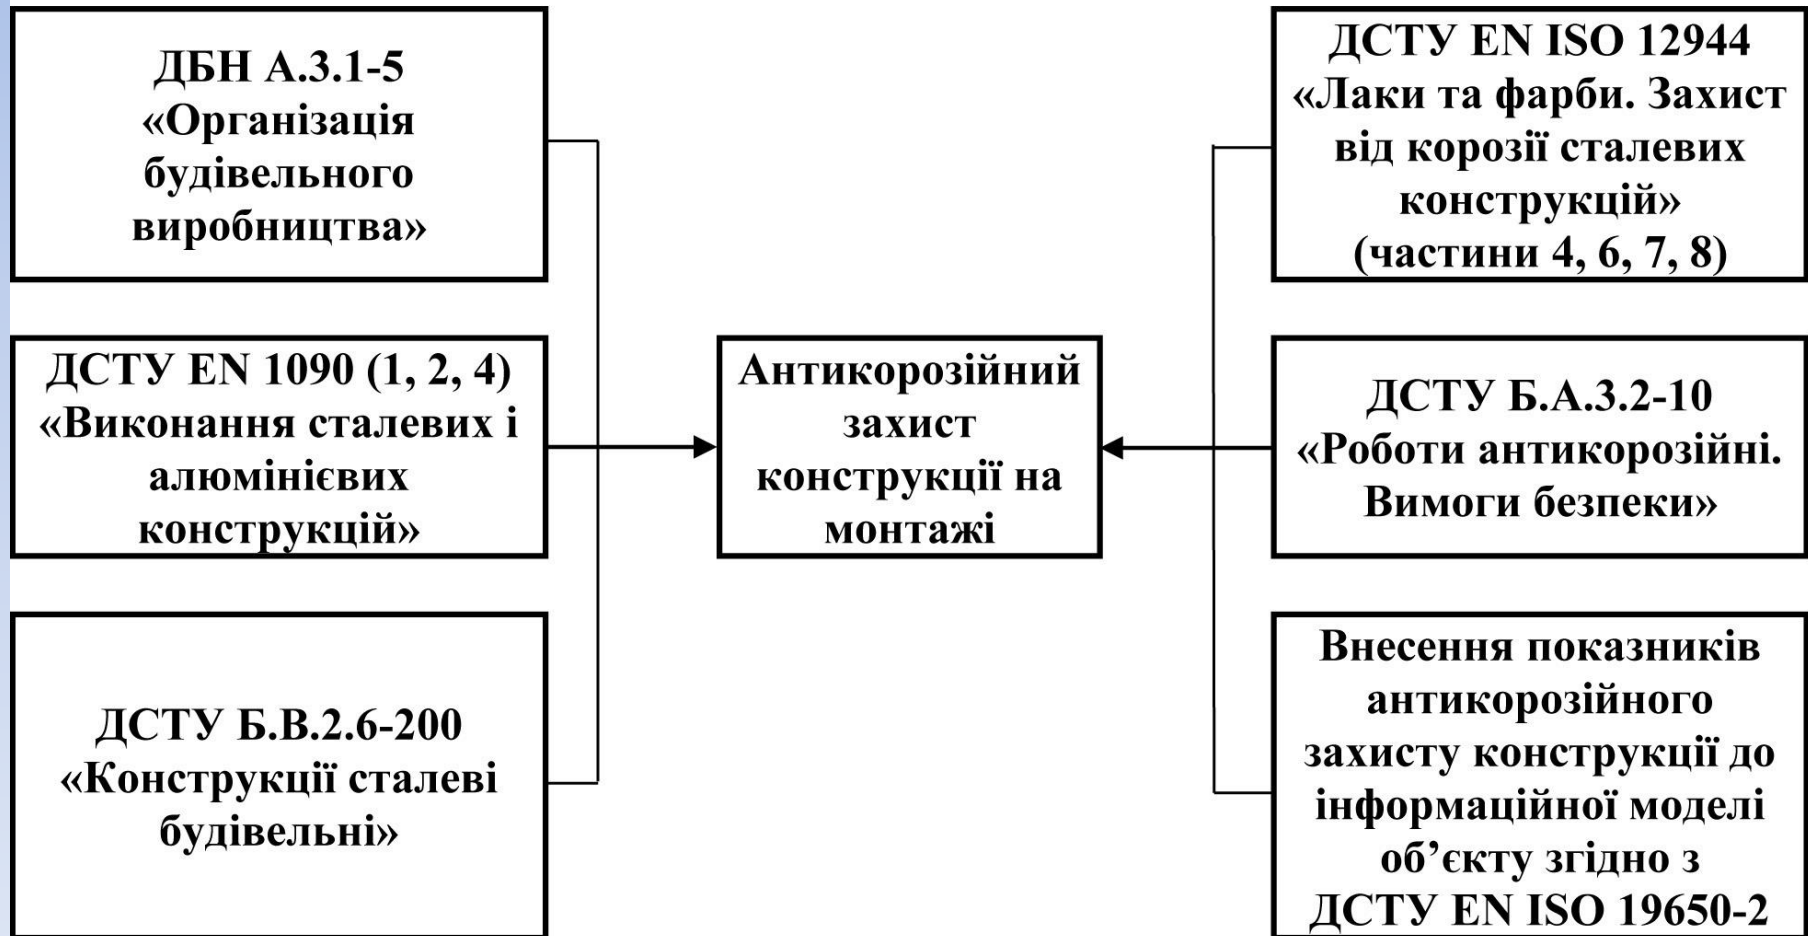 ДБН А.3.1-5
«Організація
будівельного
виробництва»
ДСТУ EN 1090 (1, 2, 4)
«Виконання сталевих і
алюмінієвих
конструкцій»
ДСТУ Б.В.2.6-200
«Конструкції сталеві
будівельні»
Антикорозійний
захист
конструкції на
монтажі
ДСТУ EN ISO 12944
«Лаки та фарби. Захист
від корозії сталевих
конструкцій»
(частини 4, 6, 7, 8)
ДСТУ Б.А.3.2-10
«Роботи антикорозійні.
Вимоги безпеки»
Внесення показників
антикорозійного
захисту конструкції до
інформаційної моделі
об’єкту згідно з
ДСТУ EN ISO 19650-2